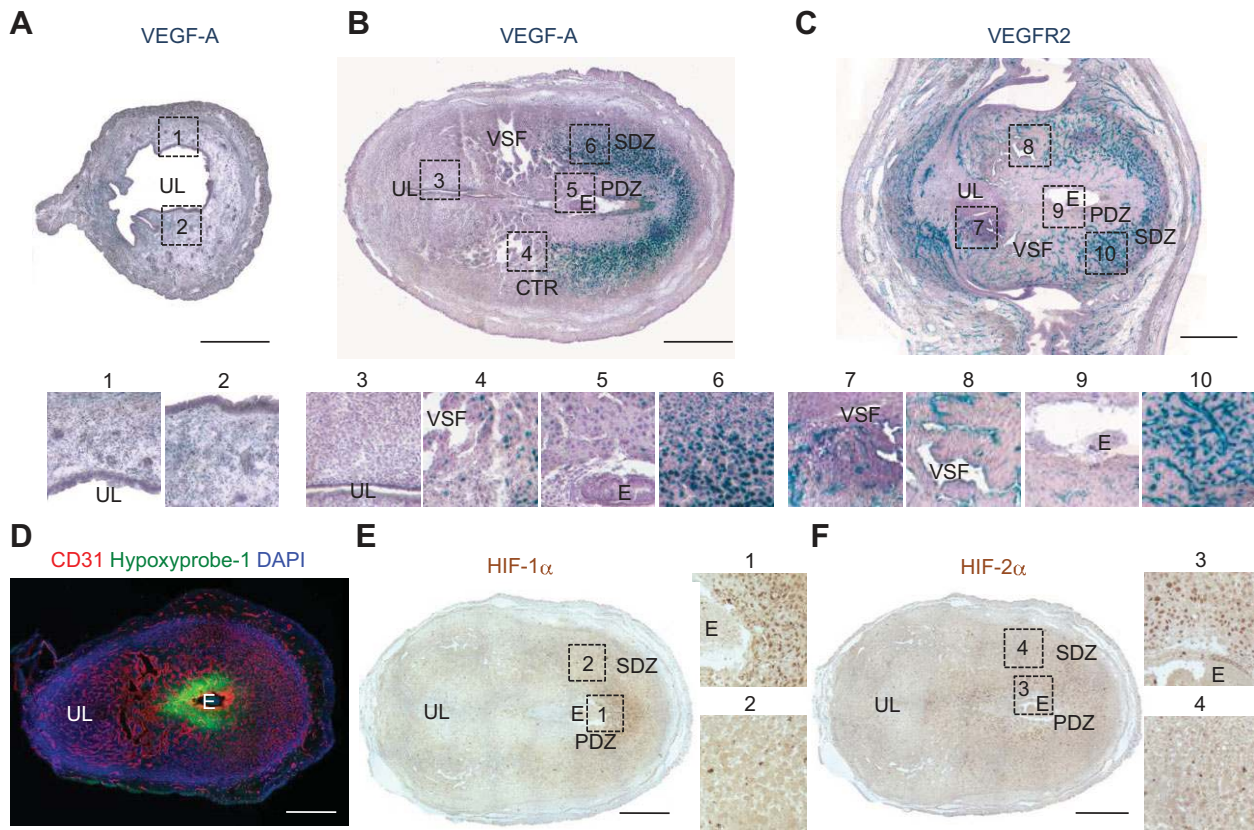 A
VEGF-A
1
UL
2
B
VEGF-A
VSF
6
SDZ
3
UL
5
PDZ
E
4
CTR
C
VEGFR2
8
UL
E
9
PDZ
7
SDZ
VSF
10
1
UL
2
3
UL
4
VSF
5
E
6
7
VSF
8
VSF
9
E
10
D
CD31 Hypoxyprobe-1 DAPI
UL
E
E
HIF-1α
2
SDZ
UL
E
1
PDZ
1
E
2
F
HIF-2α
4
SDZ
3
UL
E
PDZ
3
E
4